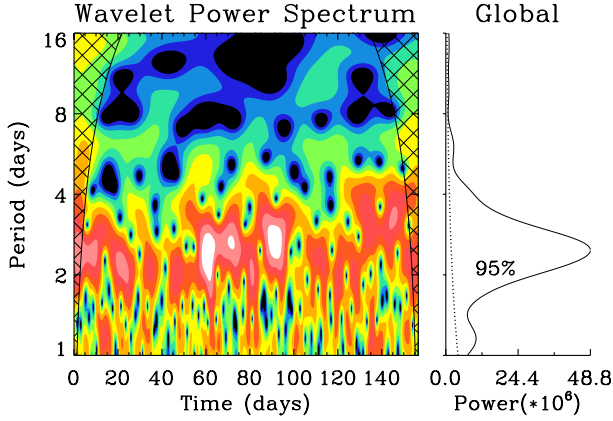 Wavelet Power Spectrum
Global
16
8
4
2
1
Period (days)
0 20 40 60 80 100 120 140
Time (days)
95%
0.0 24.4 48.8
Power(*10⁶)